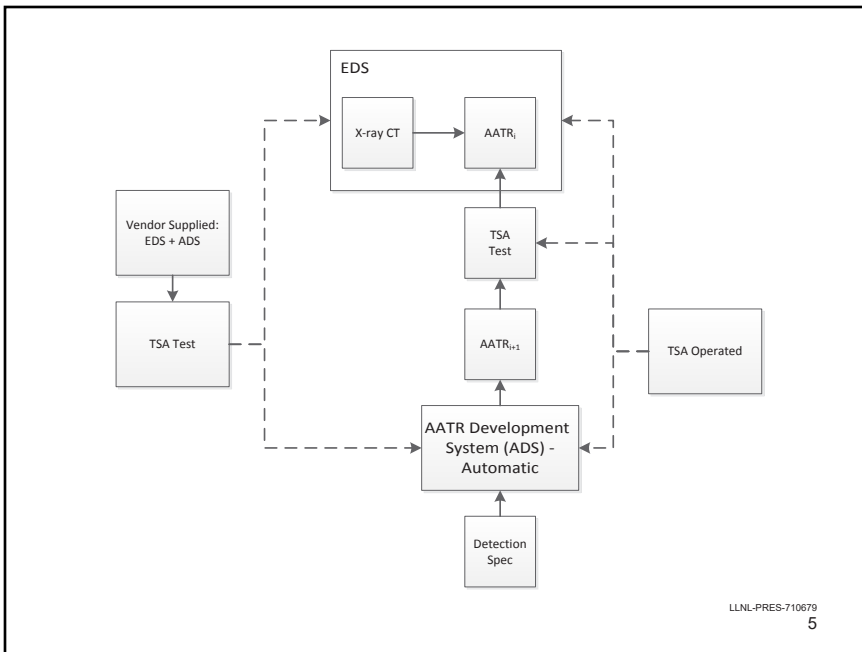 EDS
X-ray CT
AATRi
Vendor Supplied:
EDS + ADS
TSA
Test
TSA Test
AATRi+1
TSA Operated
AATR Development
System (ADS) -
Automatic
Detection
Spec
LLNL-PRES-710679
5